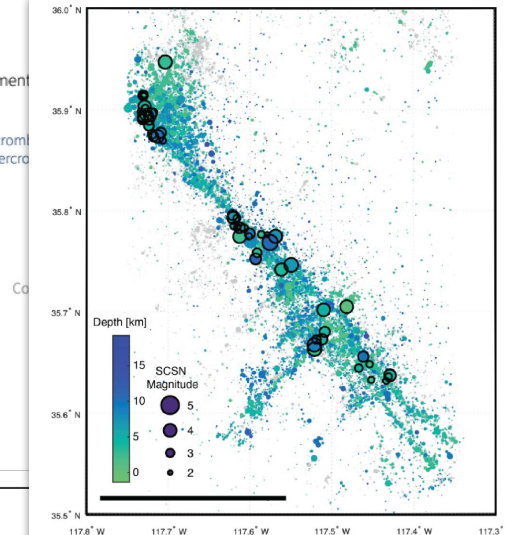 36.0° N
35.9° N
35.8° N
35.7° N
35.6° N
35.5° N
Depth [km]
15
10
5
0
SCSN
Magnitude
5
4
3
2
117.8° W
117.7° W
117.6° W
117.5° W
117.4° W
117.3°